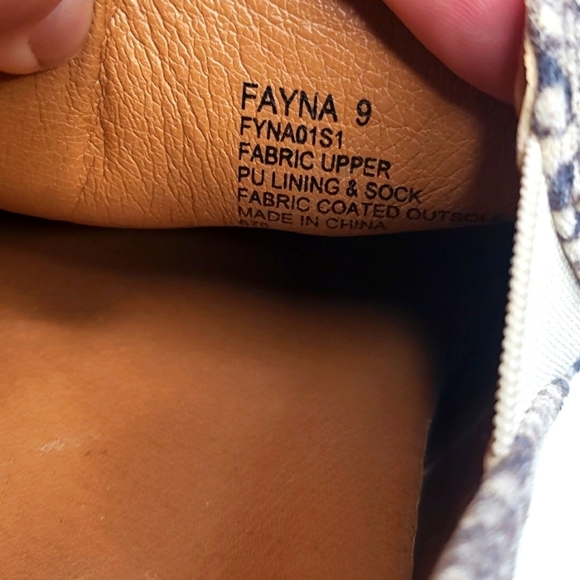 FAYNA 9
FYNA01S1
FABRIC UPPER
PU LINING & SOCK
FABRIC COATED OUTSOLE
MADE IN CHINA